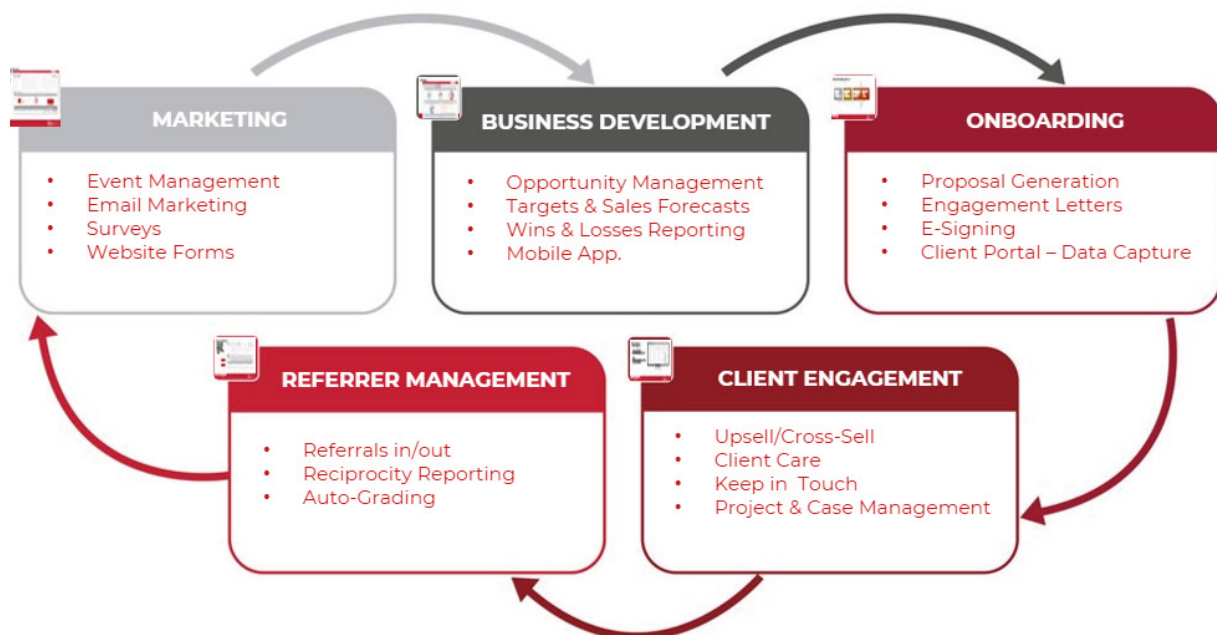 MARKETING
• Event Management
• Email Marketing
• Surveys
• Website Forms
BUSINESS DEVELOPMENT
• Opportunity Management
• Targets & Sales Forecasts
• Wins & Losses Reporting
• Mobile App.
ONBOARDING
• Proposal Generation
• Engagement Letters
• E-Signing
• Client Portal – Data Capture
REFERRER MANAGEMENT
• Referrals in/out
• Reciprocity Reporting
• Auto-Grading
CLIENT ENGAGEMENT
• Upsell/Cross-Sell
• Client Care
• Keep in Touch
• Project & Case Management